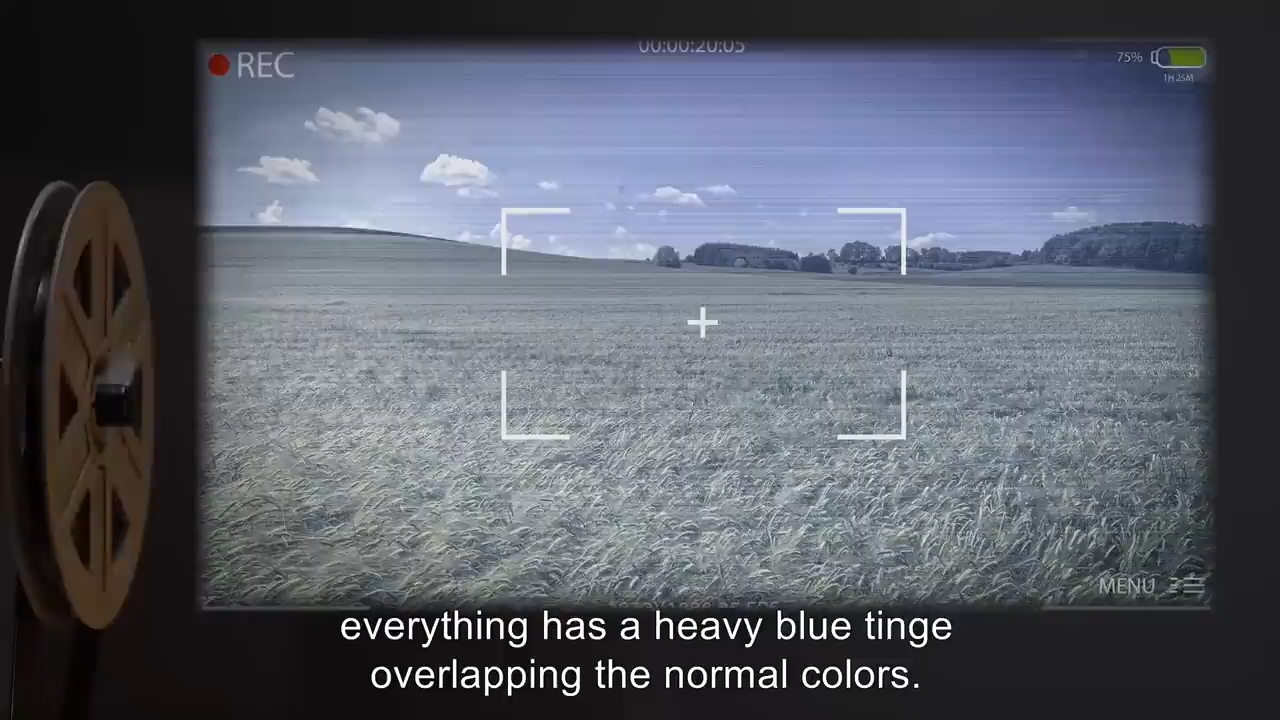 00:00:20:05
REC
75%
1H 25M
MENU
everything has a heavy blue tinge
overlapping the normal colors.